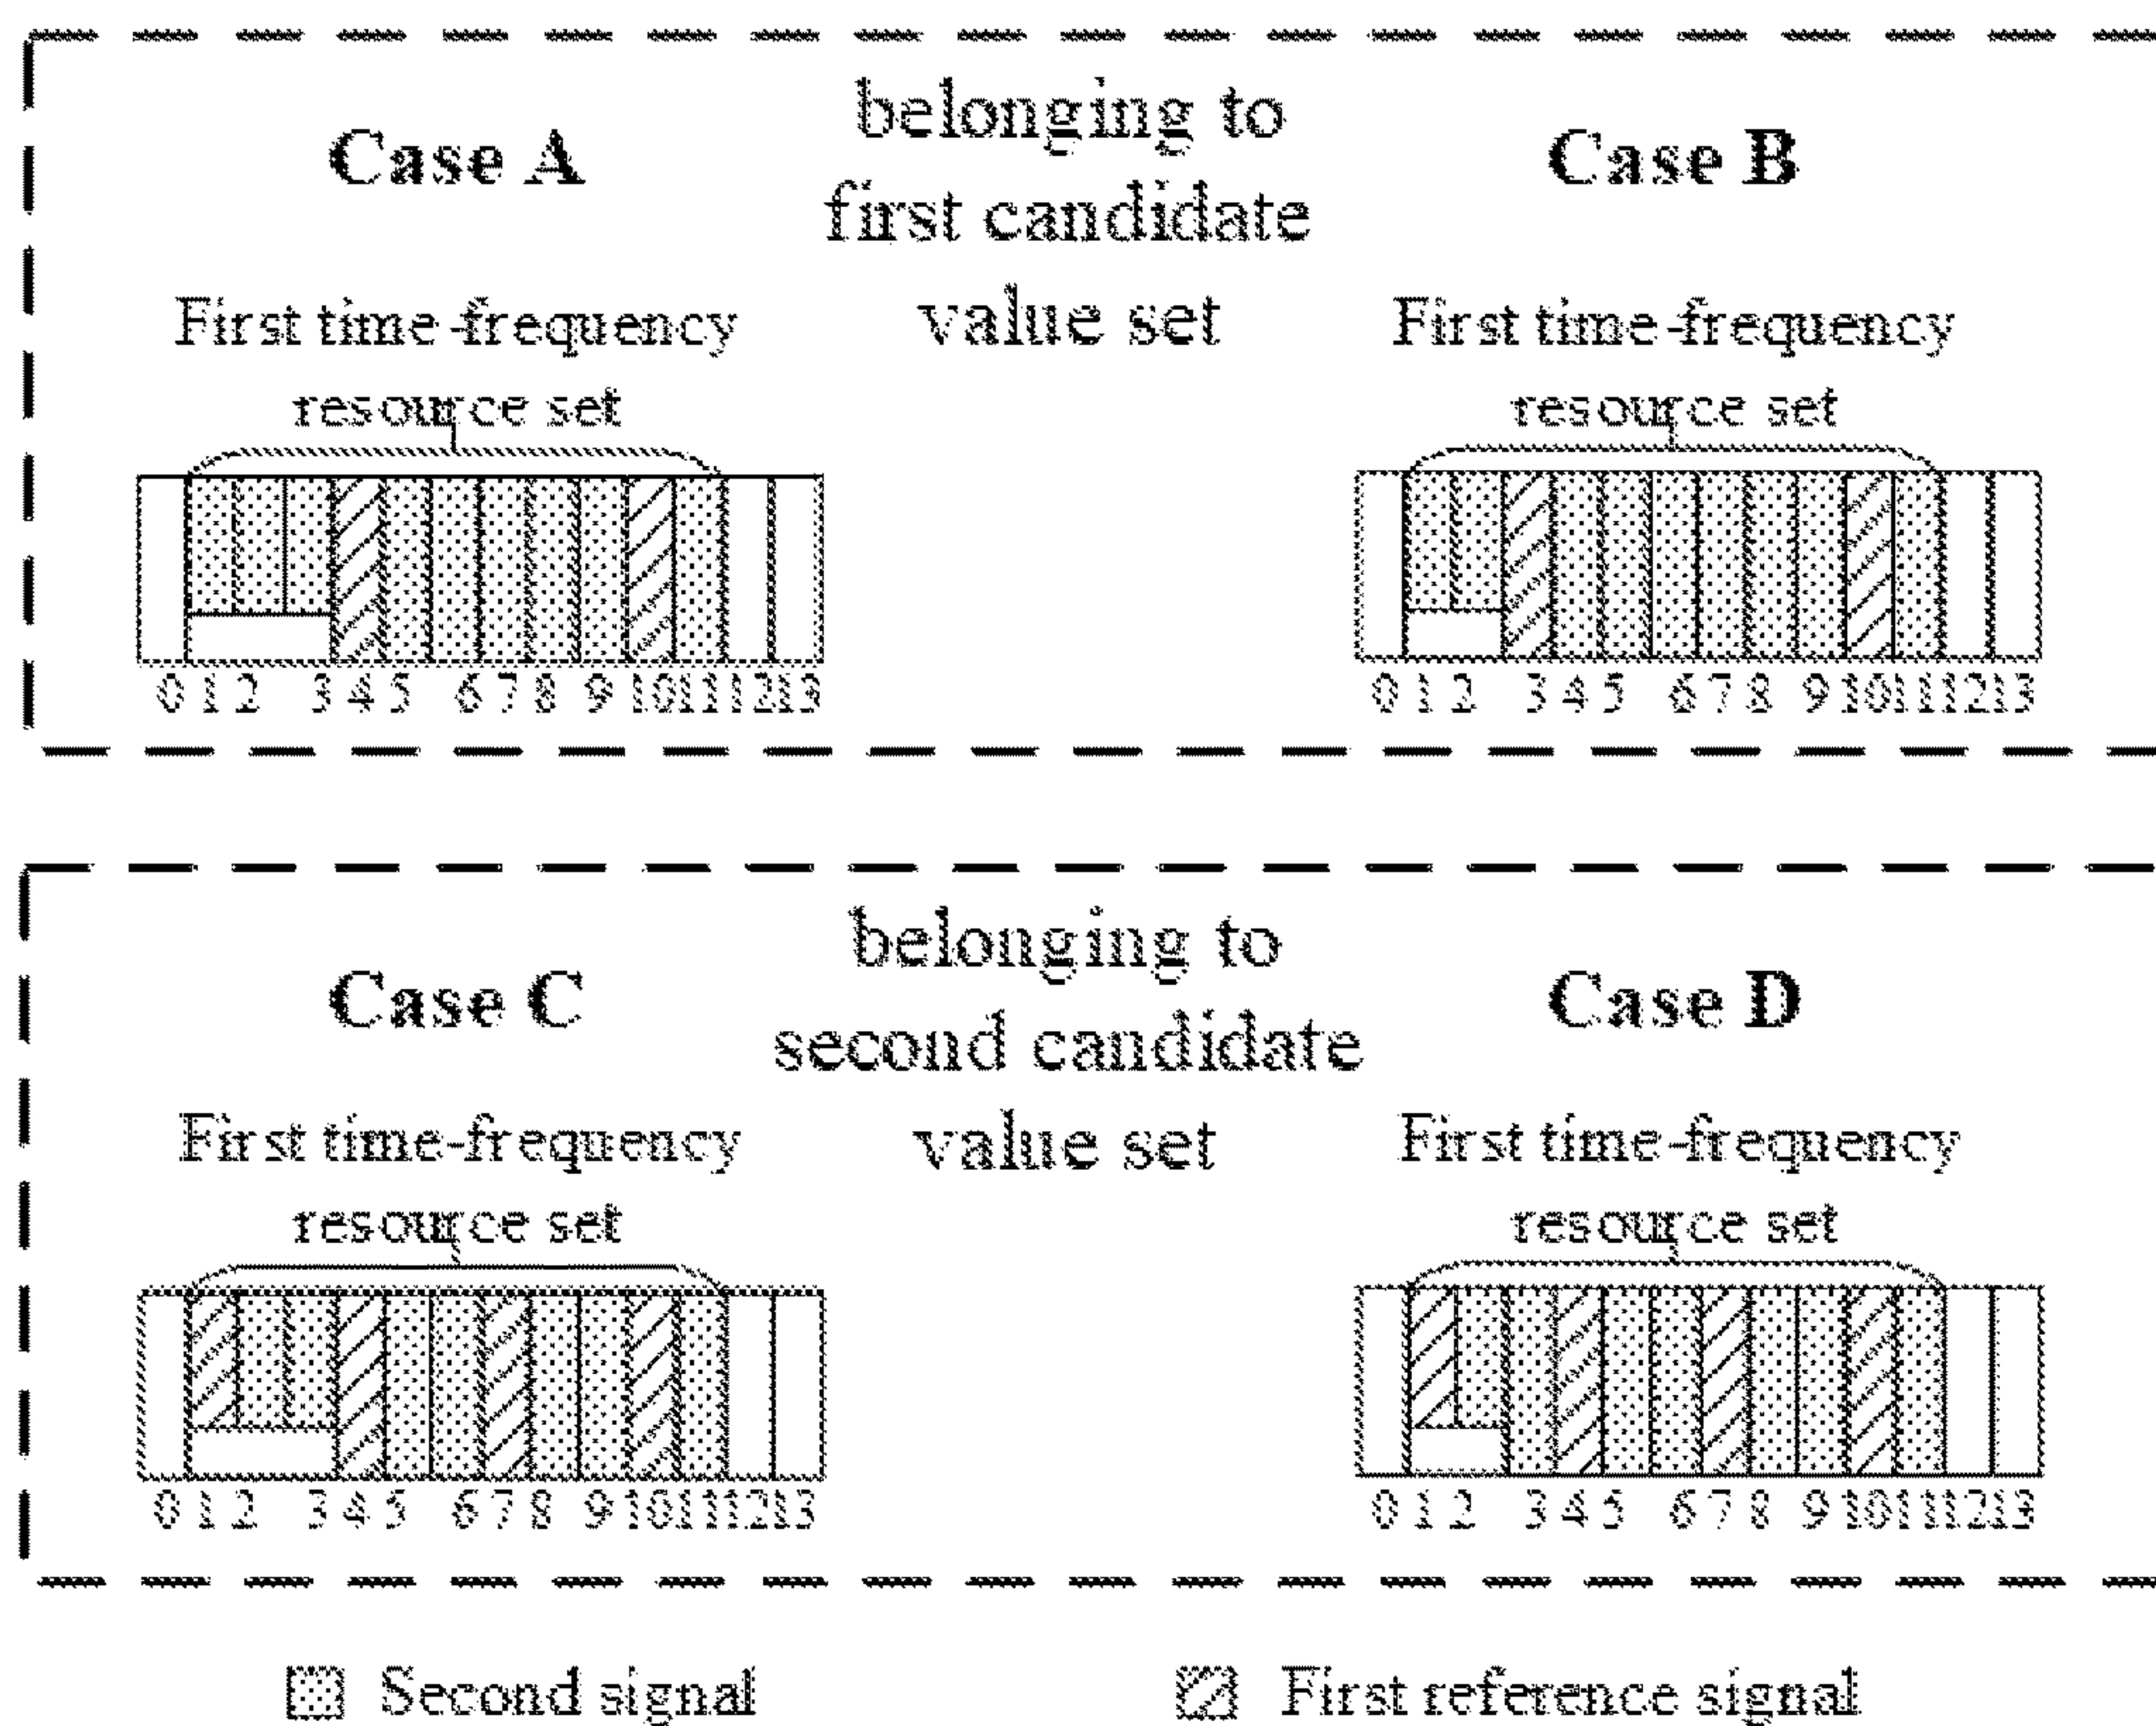 Case A
belonging to
first candidate
value set
Case B
First time-frequency
resource set
First time-frequency
resource set
0 1 2 3 4 5 6 7 8 9 10 11 12 13
0 1 2 3 4 5 6 7 8 9 10 11 12 13
Case C
belonging to
second candidate
value set
Case D
First time-frequency
resource set
First time-frequency
resource set
0 1 2 3 4 5 6 7 8 9 10 11 12 13
0 1 2 3 4 5 6 7 8 9 10 11 12 13
Second signal
First reference signal